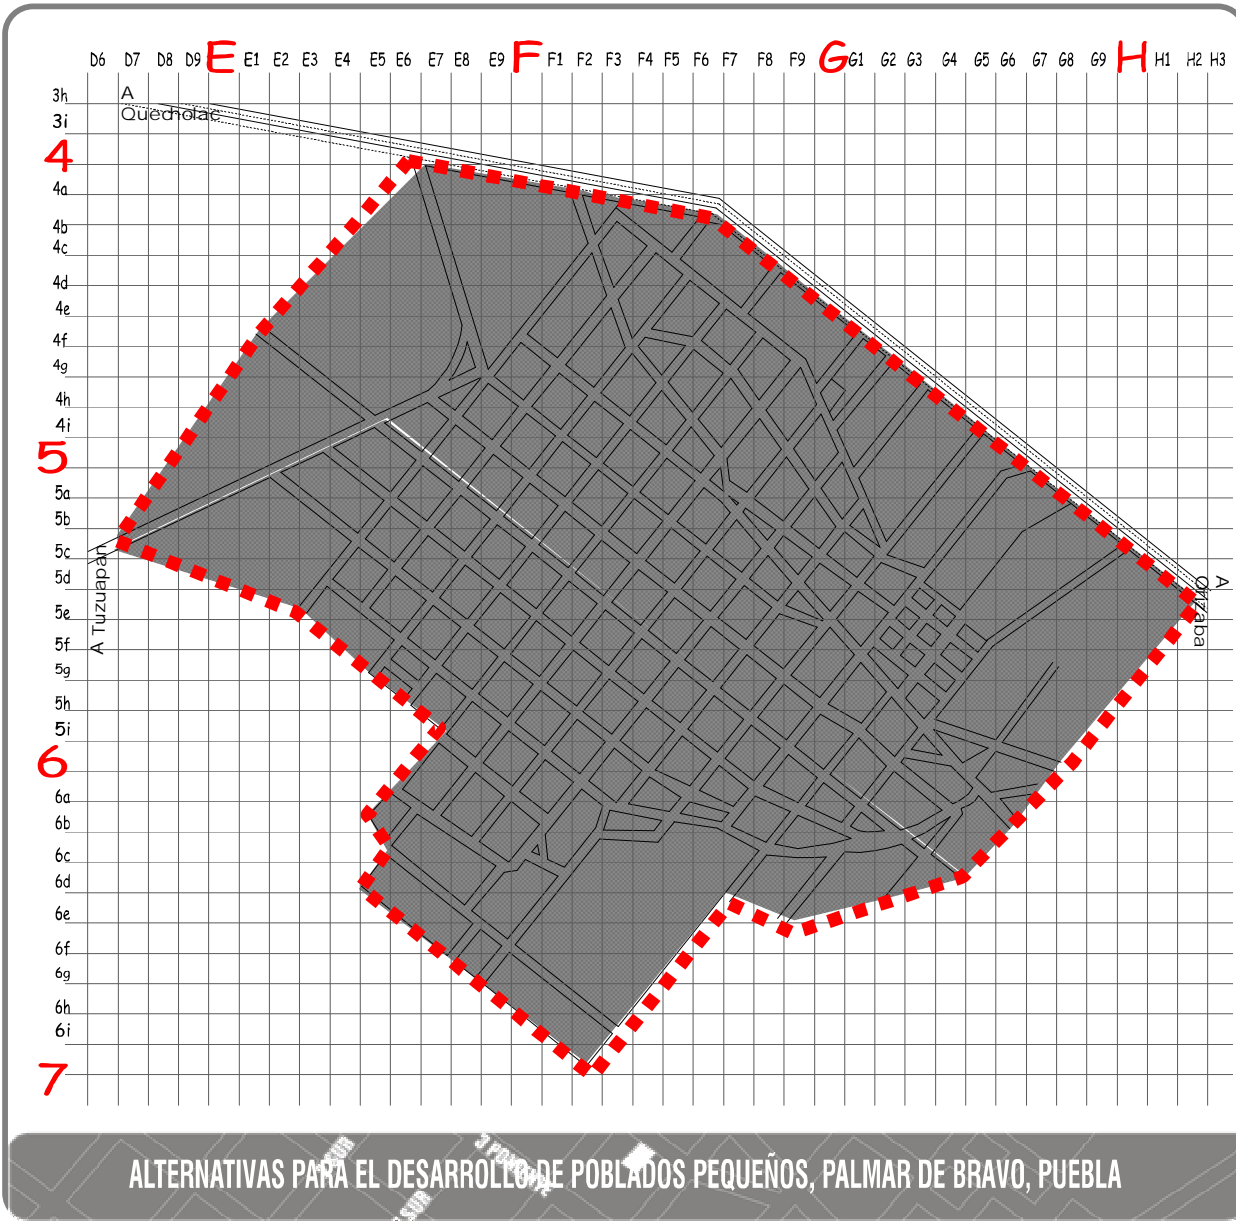 D6 D7 D8 D9 E E1 E2 E3 E4 E5 E6 E7 E8 E9 F F1 F2 F3 F4 F5 F6 F7 F8 F9 G G1 G2 G3 G4 G5 G6 G7 G8 G9 H H1 H2 H3
3h
3i
4
4a
4b
4c
4d
4e
4f
4g
4h
4i
5
5a
5b
5c
5d
5e
5f
5g
5h
5i
6
6a
6b
6c
6d
6e
6f
6g
6h
6i
7
A
Quecholac
A Tuzuapan
A
Orizaba
SUR
3 PONIENTE
SUR
ALTERNATIVAS PARA EL DESARROLLO DE POBLADOS PEQUEÑOS, PALMAR DE BRAVO, PUEBLA